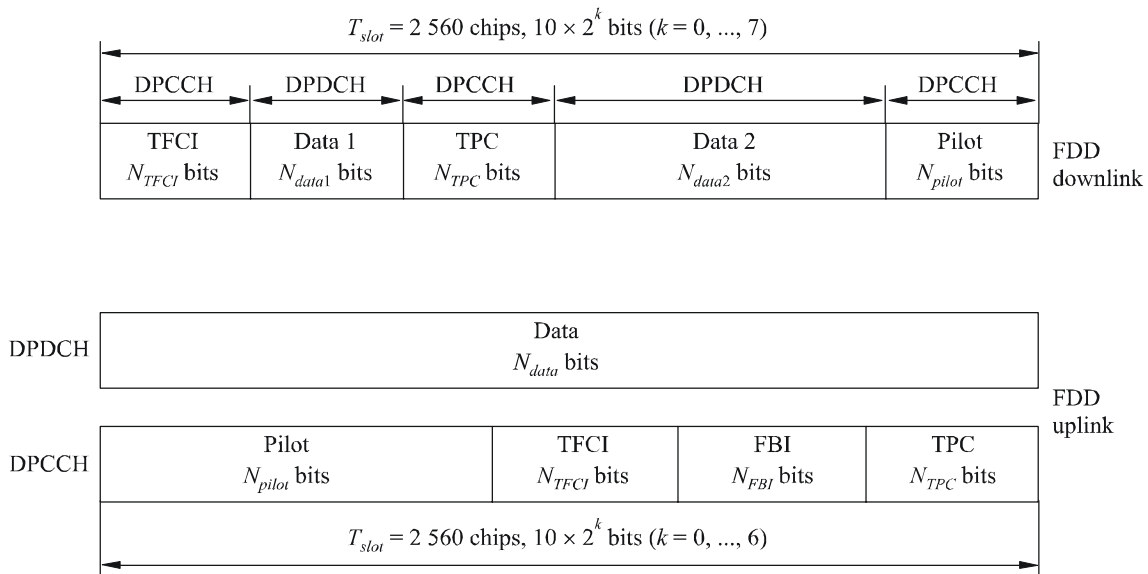 T_slot = 2 560 chips, 10 × 2^k bits (k = 0, ..., 7)
DPCCH DPDCH DPCCH DPDCH DPCCH
TFCI Data 1 TPC Data 2 Pilot
N_TFCI bits N_data1 bits N_TPC bits N_data2 bits N_pilot bits
FDD
downlink
DPDCH
Data
N_data bits
FDD
uplink
DPCCH
Pilot TFCI FBI TPC
N_pilot bits N_TFCI bits N_FBI bits N_TPC bits
T_slot = 2 560 chips, 10 × 2^k bits (k = 0, ..., 6)